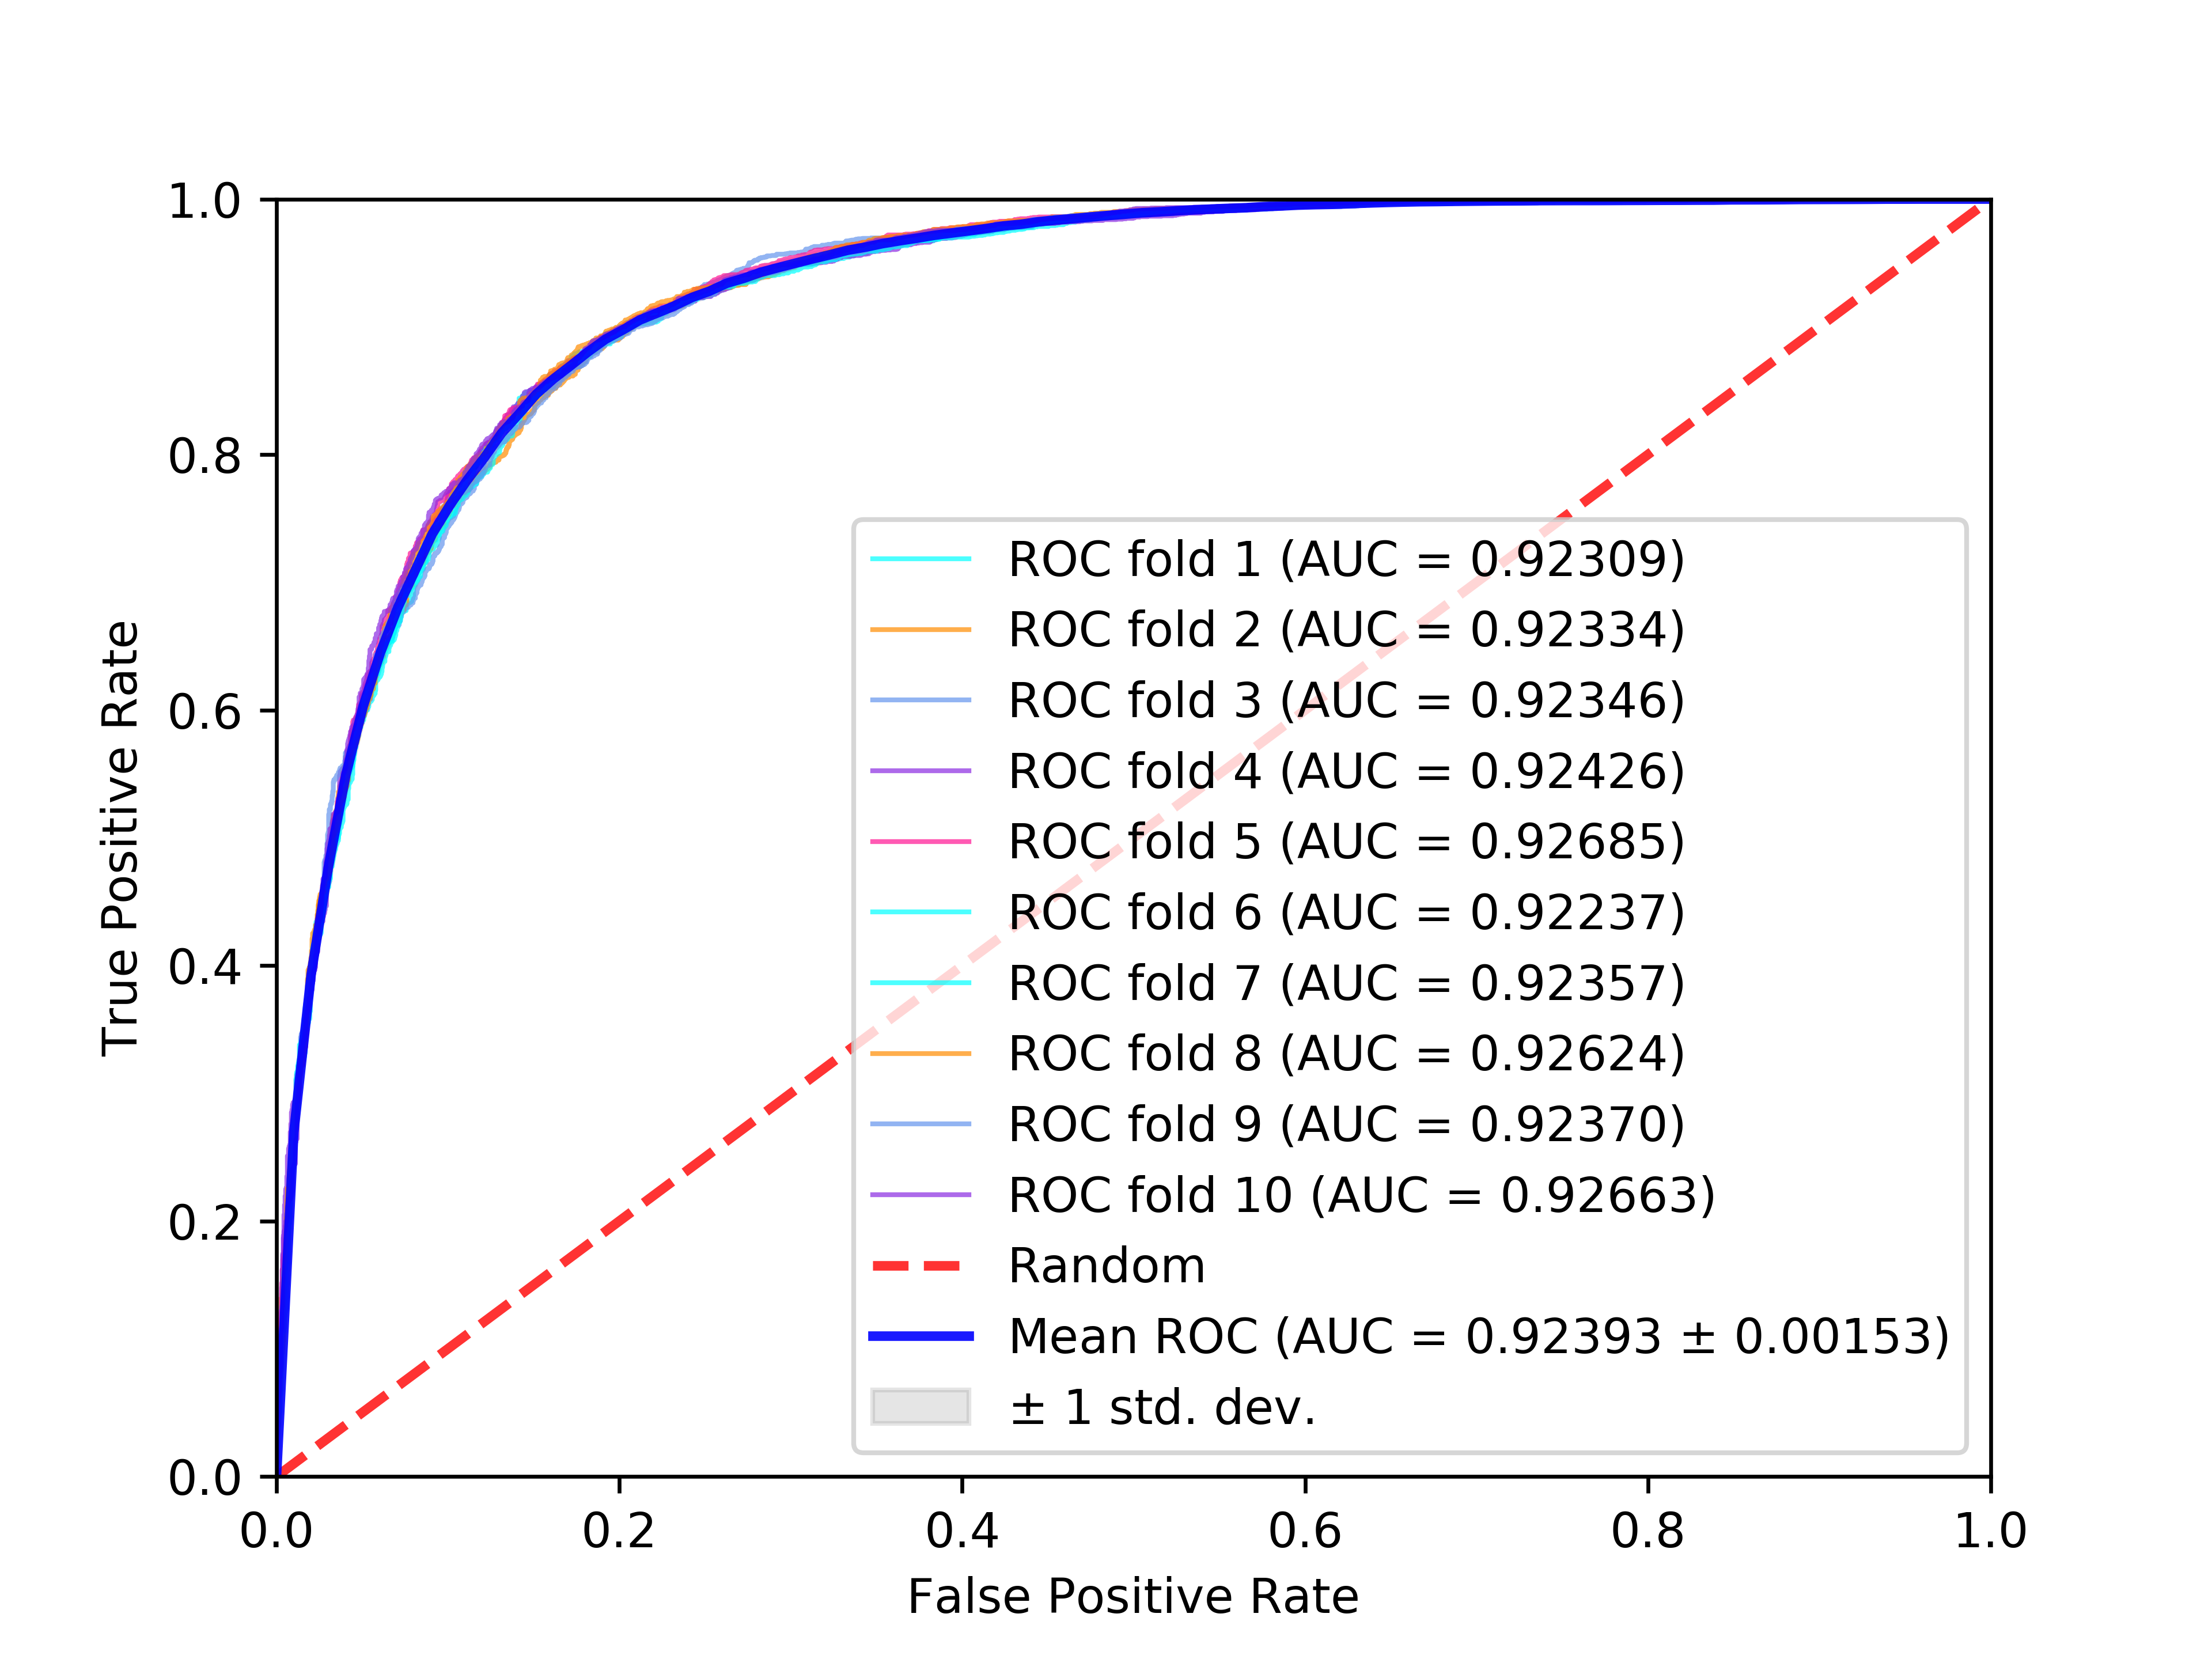 1.0
0.8
0.6
0.4
0.2
0.0
True Positive Rate
ROC fold 1 (AUC = 0.92309)
ROC fold 2 (AUC = 0.92334)
ROC fold 3 (AUC = 0.92346)
ROC fold 4 (AUC = 0.92426)
ROC fold 5 (AUC = 0.92685)
ROC fold 6 (AUC = 0.92237)
ROC fold 7 (AUC = 0.92357)
ROC fold 8 (AUC = 0.92624)
ROC fold 9 (AUC = 0.92370)
ROC fold 10 (AUC = 0.92663)
Random
Mean ROC (AUC = 0.92393 ± 0.00153)
± 1 std. dev.
0.0 0.2 0.4 0.6 0.8 1.0
False Positive Rate